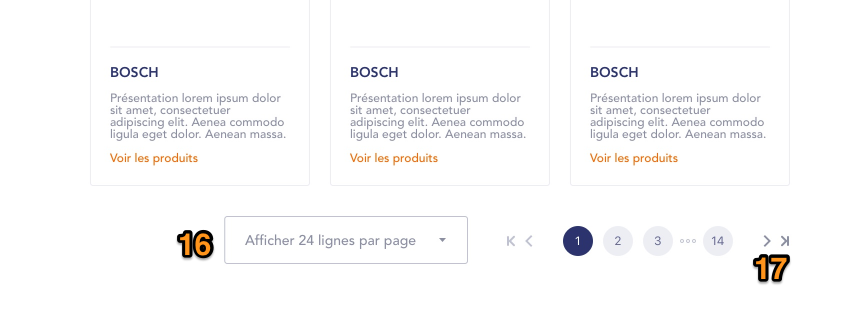 BOSCH
Présentation lorem ipsum dolor
sit amet, consectetuer
adipiscing elit. Aenea commodo
ligula eget dolor. Aenean massa.
Voir les produits
BOSCH
Présentation lorem ipsum dolor
sit amet, consectetuer
adipiscing elit. Aenea commodo
ligula eget dolor. Aenean massa.
Voir les produits
BOSCH
Présentation lorem ipsum dolor
sit amet, consectetuer
adipiscing elit. Aenea commodo
ligula eget dolor. Aenean massa.
Voir les produits
16
Afficher 24 lignes par page
1 2 3 ••• 14
17